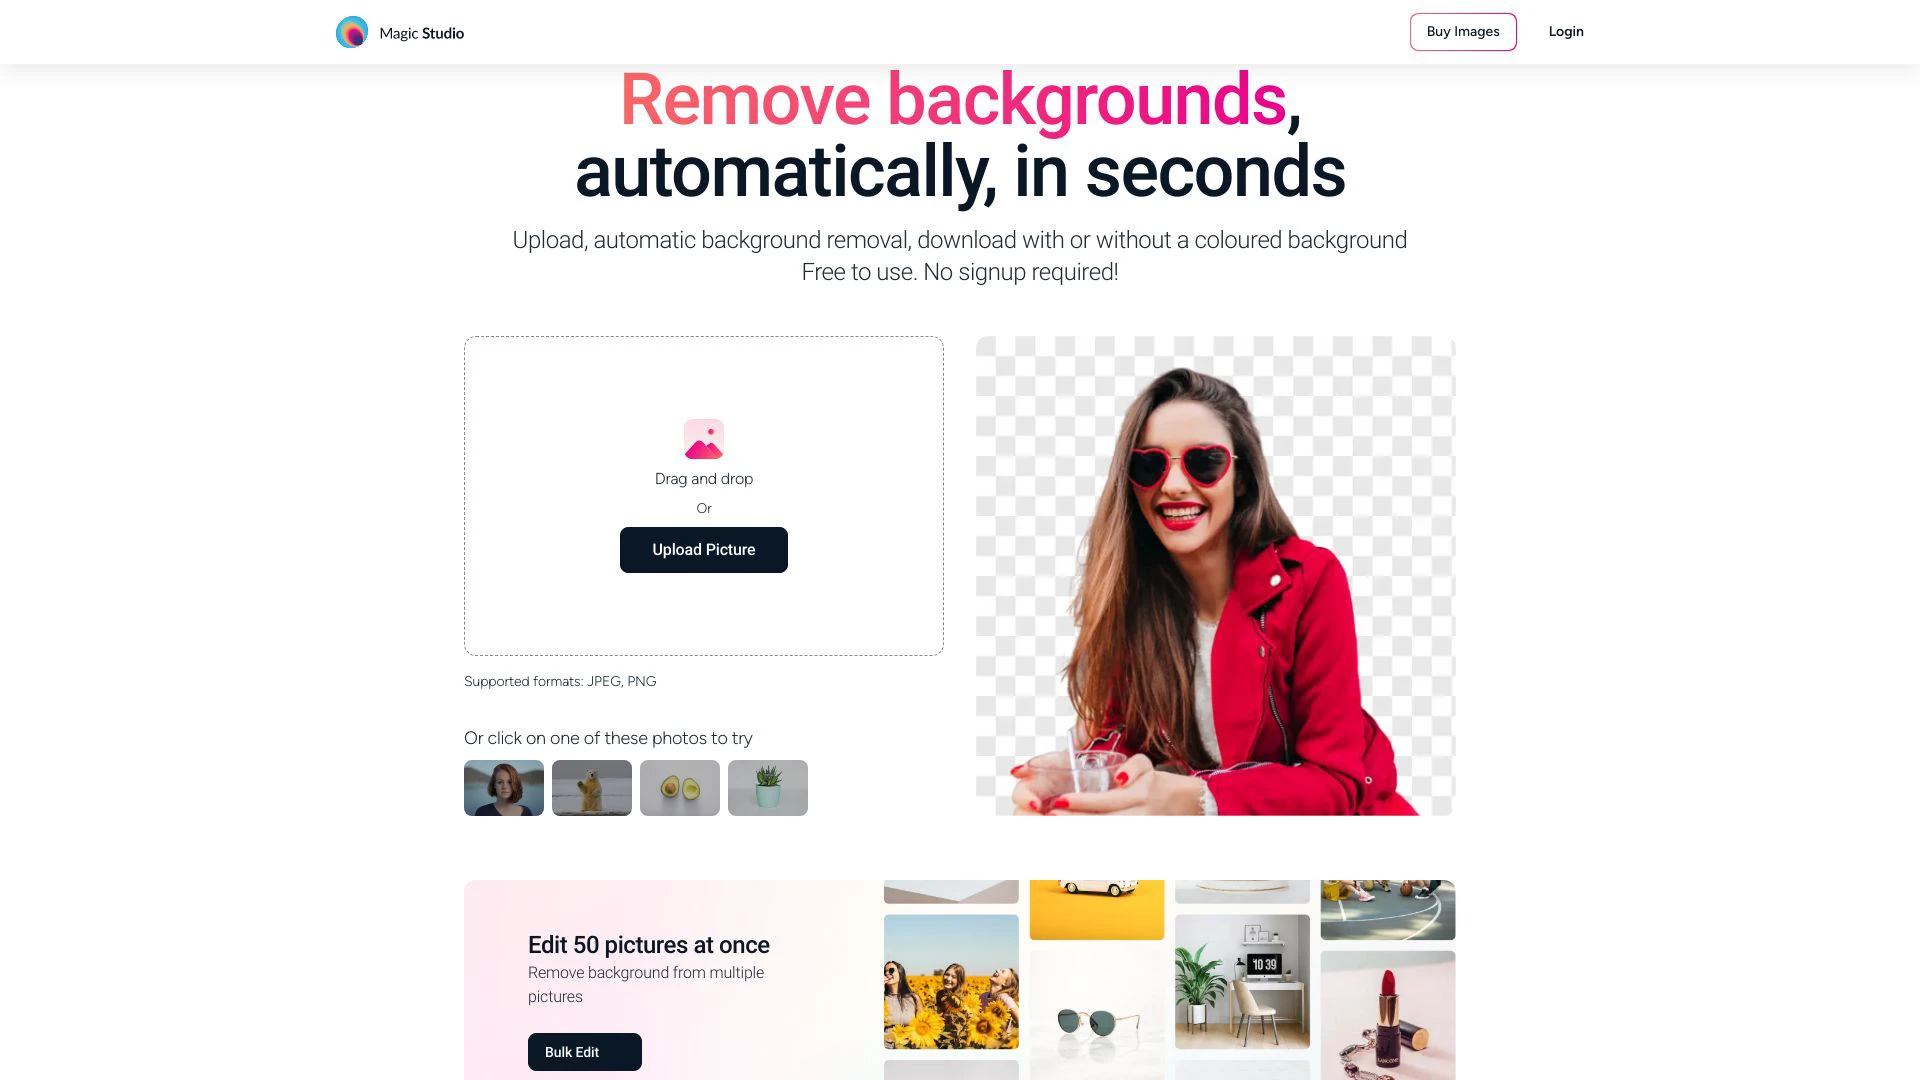 Magic Studio
Buy Images
Login
Remove backgrounds,
automatically, in seconds
Upload, automatic background removal, download with or without a coloured background
Free to use. No signup required!
Drag and drop
Or
Upload Picture
Supported formats: JPEG, PNG
Or click on one of these photos to try
Edit 50 pictures at once
Remove background from multiple
pictures
Bulk Edit
10 39